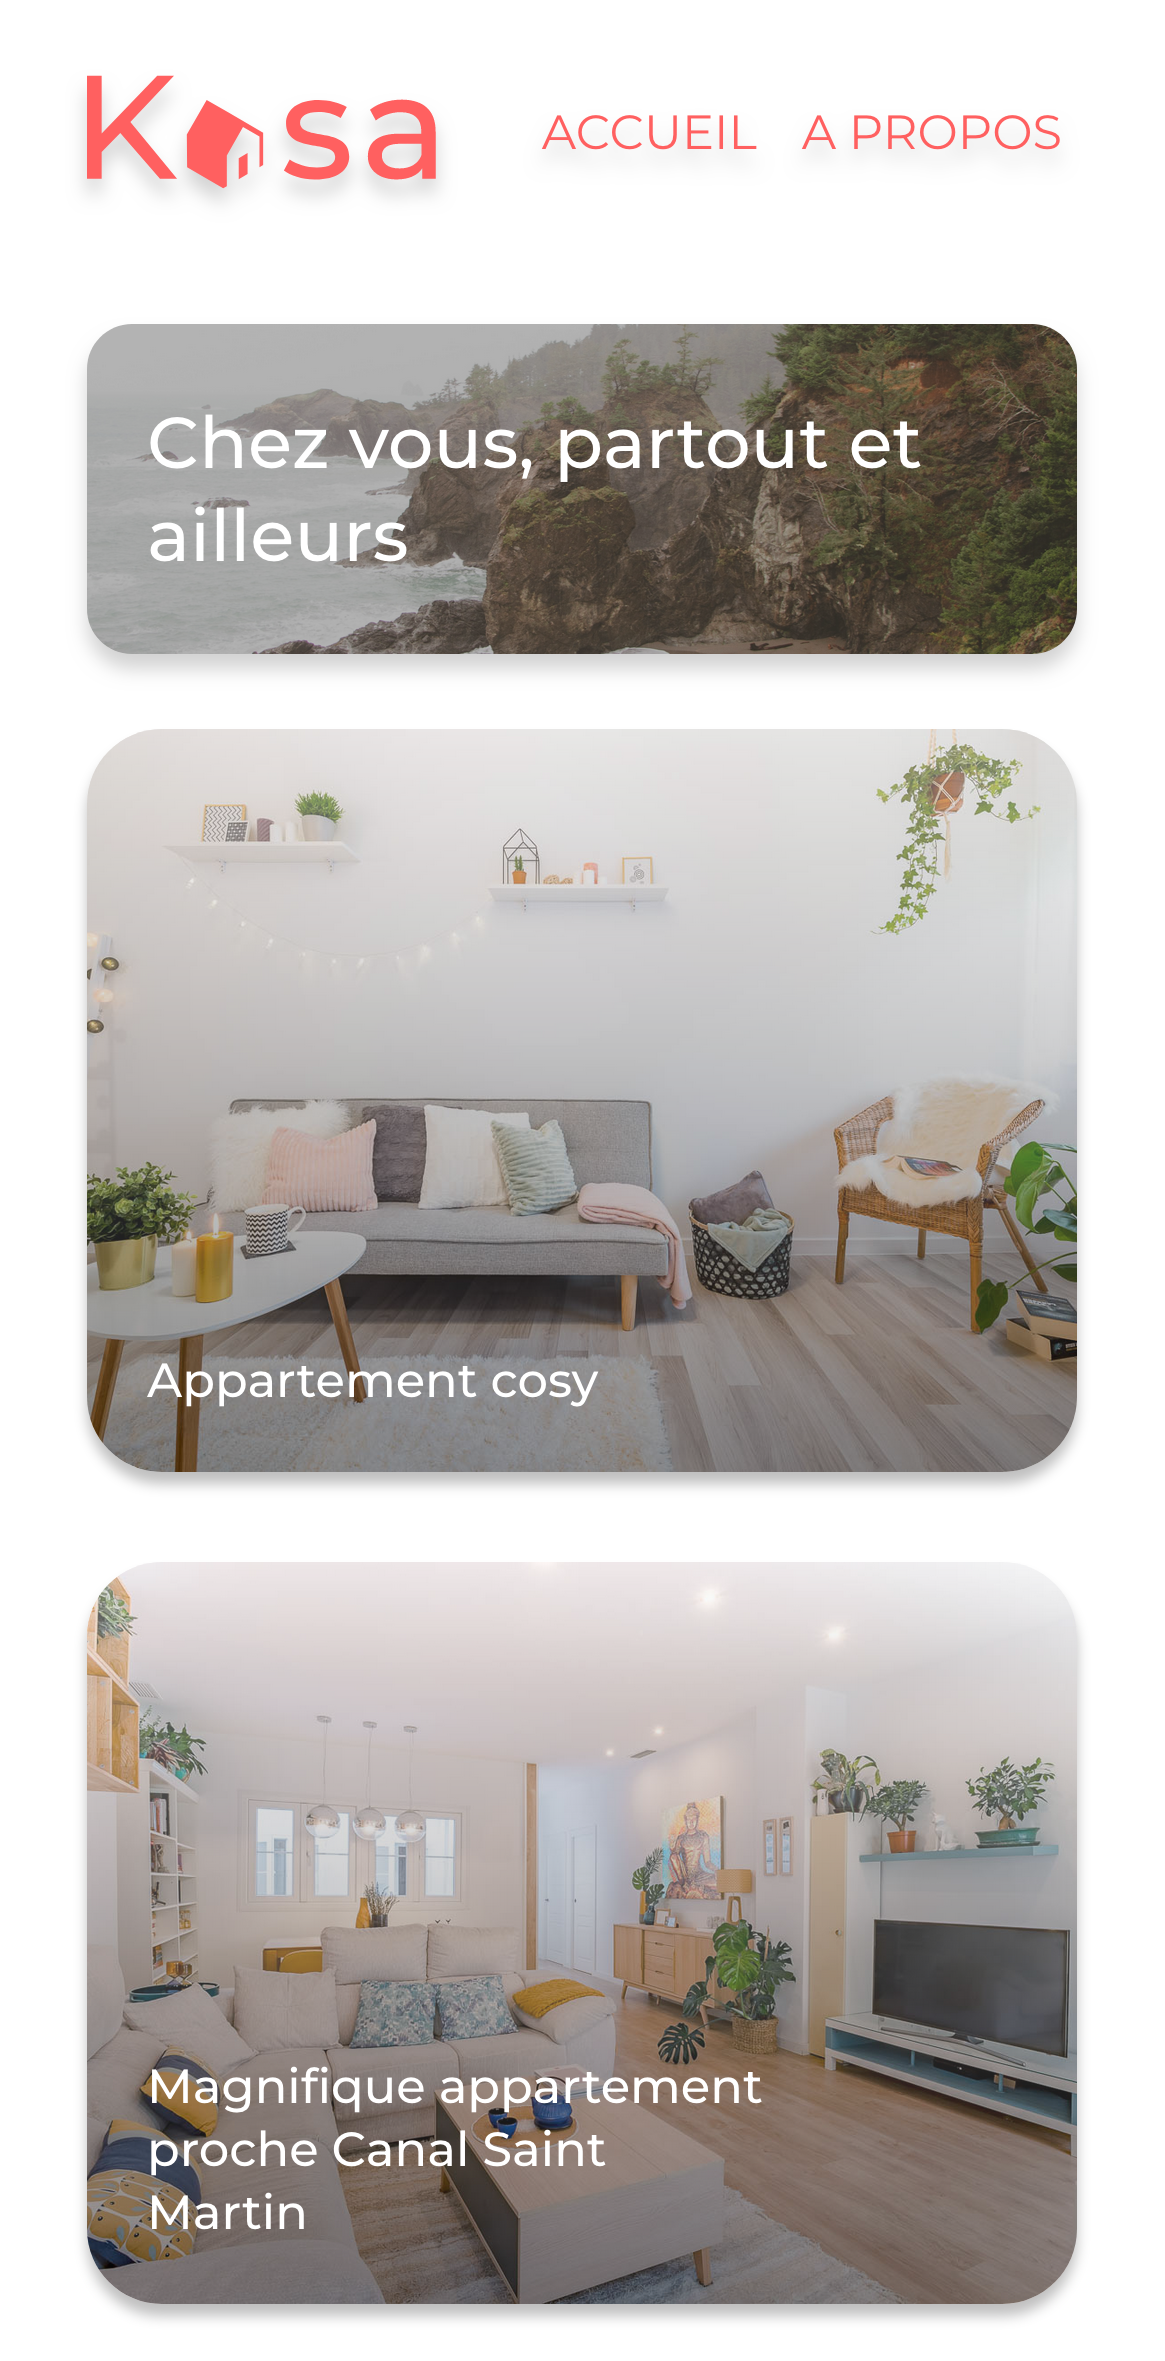 Kasa
ACCUEIL A PROPOS
Chez vous, partout et
ailleurs
Appartement cosy
Magnifique appartement
proche Canal Saint
Martin